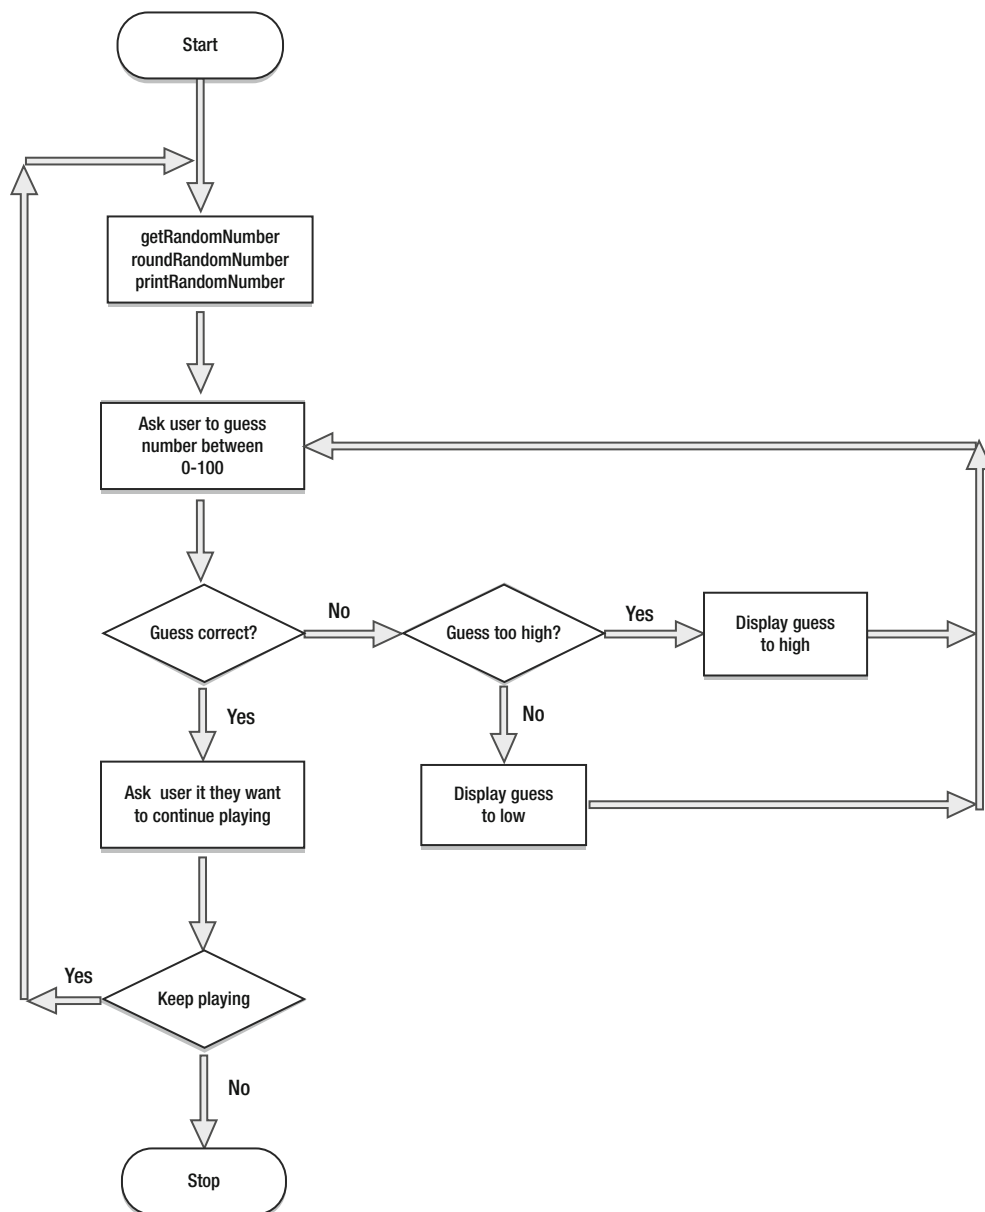 Start
getRandomNumber
roundRandomNumber
printRandomNumber
Ask user to guess
number between
0-100
Guess correct?
No
Guess too high?
Yes
Display guess
to high
Yes
No
Ask user it they want
to continue playing
Display guess
to low
Yes
Keep playing
No
Stop